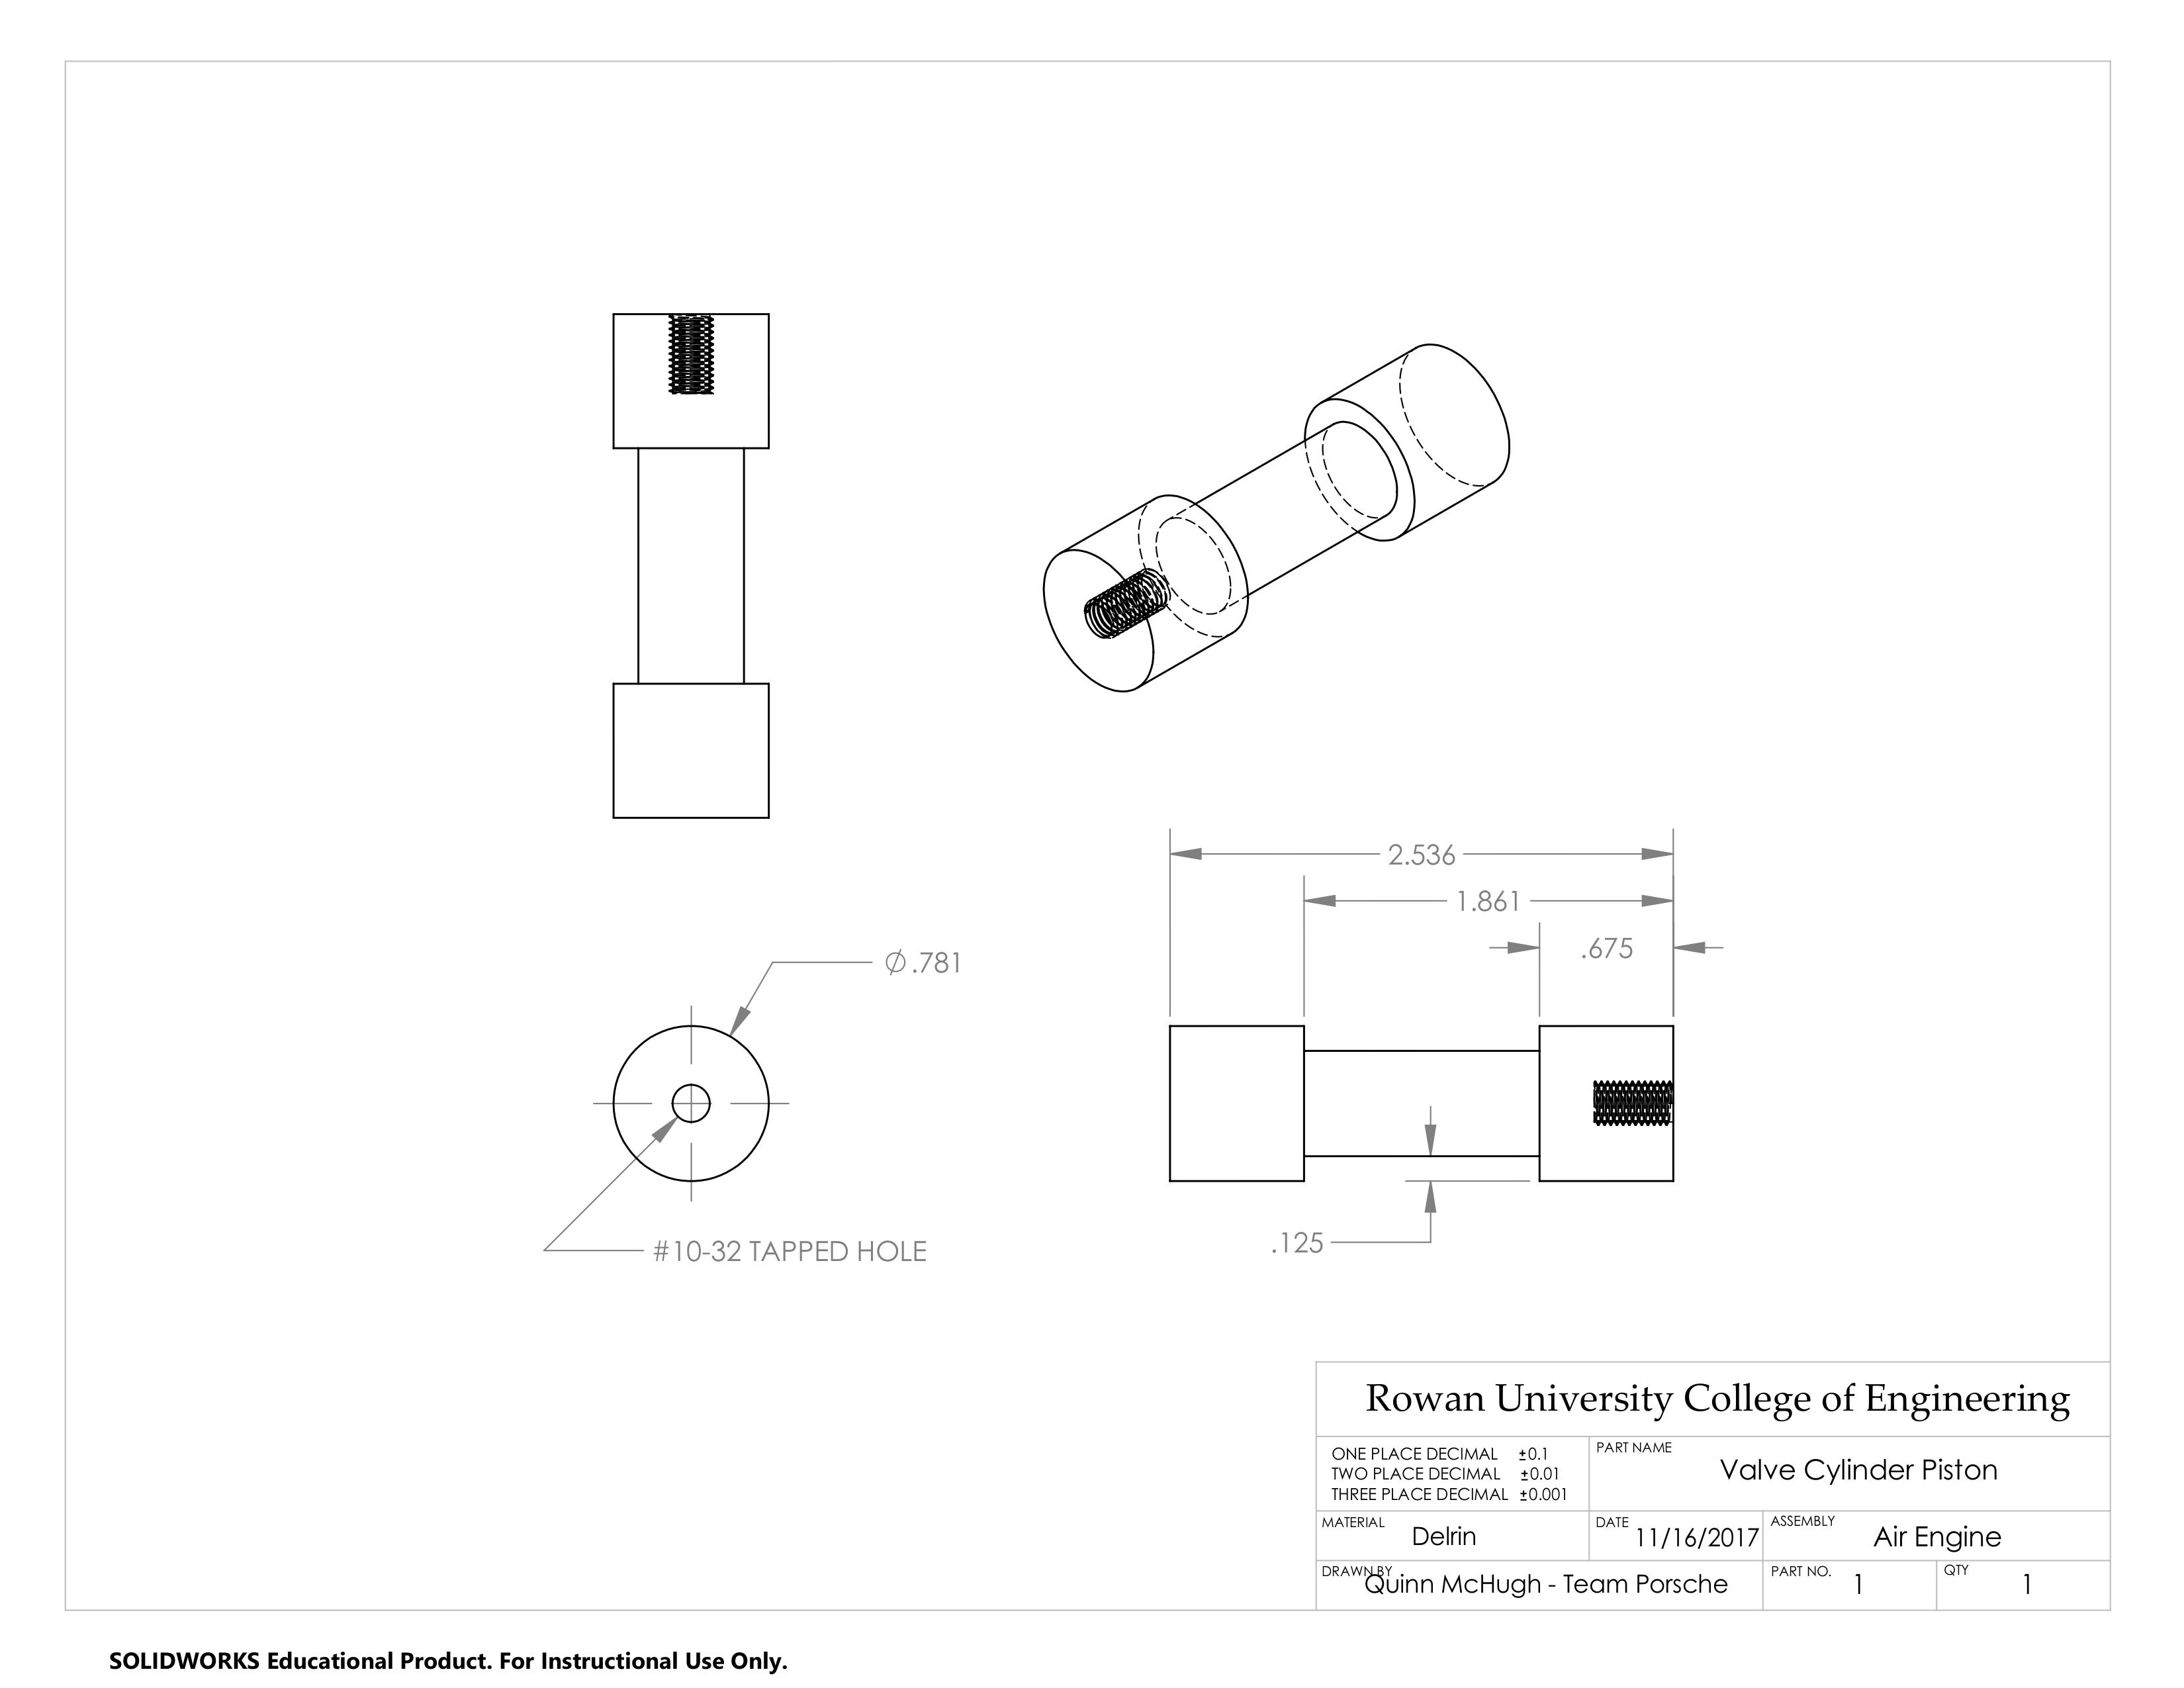 2.536
1.861
.675
∅.781
#10-32 TAPPED HOLE
.125
Rowan University College of Engineering
ONE PLACE DECIMAL ±0.1
TWO PLACE DECIMAL ±0.01
THREE PLACE DECIMAL ±0.001
PART NAME
Valve Cylinder Piston
MATERIAL
Delrin
DATE
11/16/2017
ASSEMBLY
Air Engine
DRAWN BY
Quinn McHugh - Team Porsche
PART NO.
1
QTY
1
SOLIDWORKS Educational Product. For Instructional Use Only.